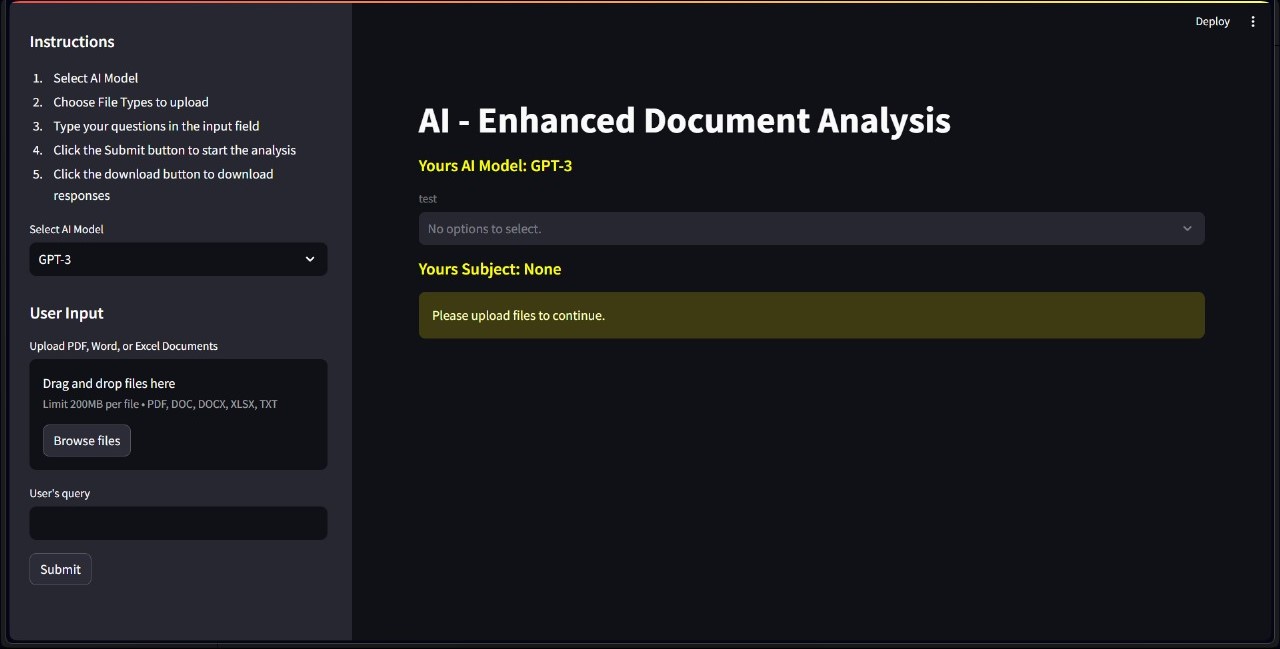 Instructions
1. Select AI Model
2. Choose File Types to upload
3. Type your questions in the input field
4. Click the Submit button to start the analysis
5. Click the download button to download
responses
Select AI Model
GPT-3
User Input
Upload PDF, Word, or Excel Documents
Drag and drop files here
Limit 200MB per file • PDF, DOC, DOCX, XLSX, TXT
Browse files
User's query
Submit
Deploy
AI - Enhanced Document Analysis
Yours AI Model: GPT-3
test
No options to select.
Yours Subject: None
Please upload files to continue.